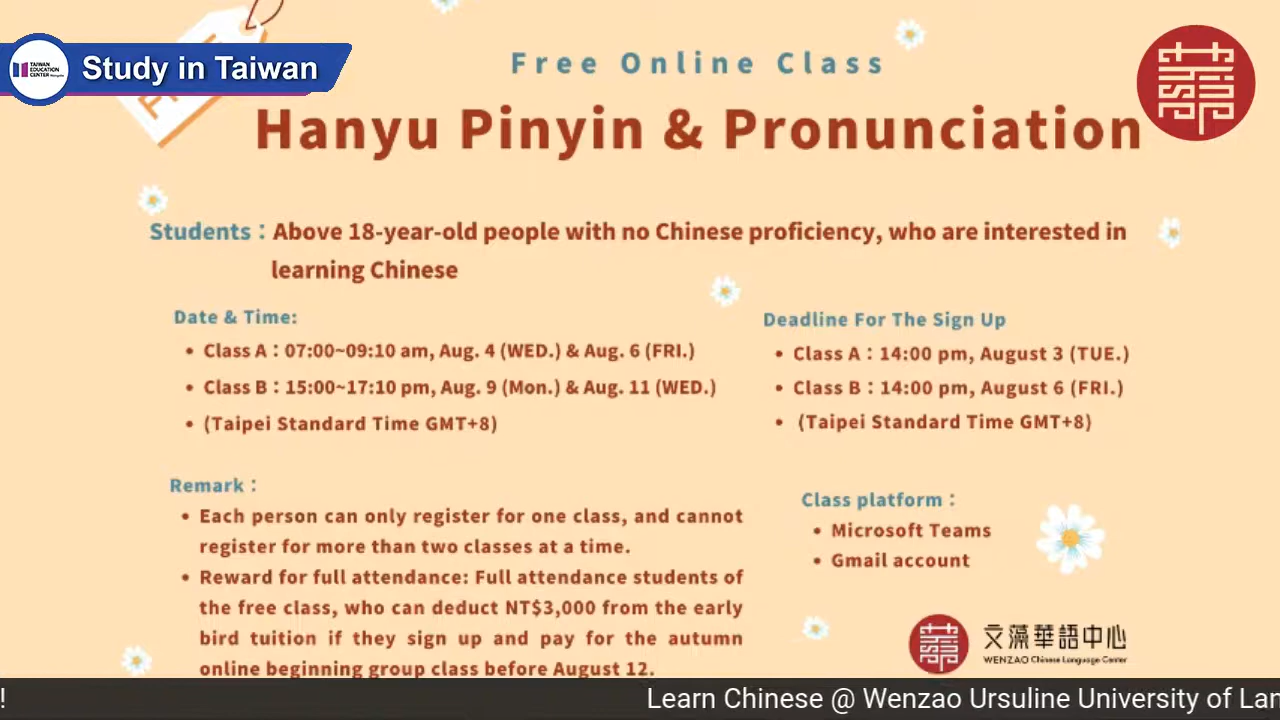 TAIWAN
EDUCATION
CENTER
Study in Taiwan
Free Online Class
Hanyu Pinyin & Pronunciation
Students：Above 18-year-old people with no Chinese proficiency, who are interested in
learning Chinese
Date & Time:
• Class A：07:00~09:10 am, Aug. 4 (WED.) & Aug. 6 (FRI.)
• Class B：15:00~17:10 pm, Aug. 9 (Mon.) & Aug. 11 (WED.)
• (Taipei Standard Time GMT+8)
Deadline For The Sign Up
• Class A：14:00 pm, August 3 (TUE.)
• Class B：14:00 pm, August 6 (FRI.)
• (Taipei Standard Time GMT+8)
Remark：
• Each person can only register for one class, and cannot
register for more than two classes at a time.
• Reward for full attendance: Full attendance students of
the free class, who can deduct NT$3,000 from the early
bird tuition if they sign up and pay for the autumn
online beginning group class before August 12.
Class platform：
• Microsoft Teams
• Gmail account
文藻華語中心
WENZAO Chinese Language Center
! Learn Chinese @ Wenzao Ursuline University of Lan